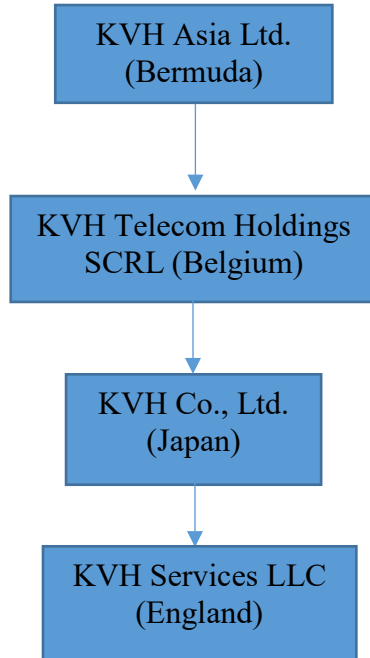 KVH Asia Ltd.
(Bermuda)
KVH Telecom Holdings
SCRL (Belgium)
KVH Co., Ltd.
(Japan)
KVH Services LLC
(England)